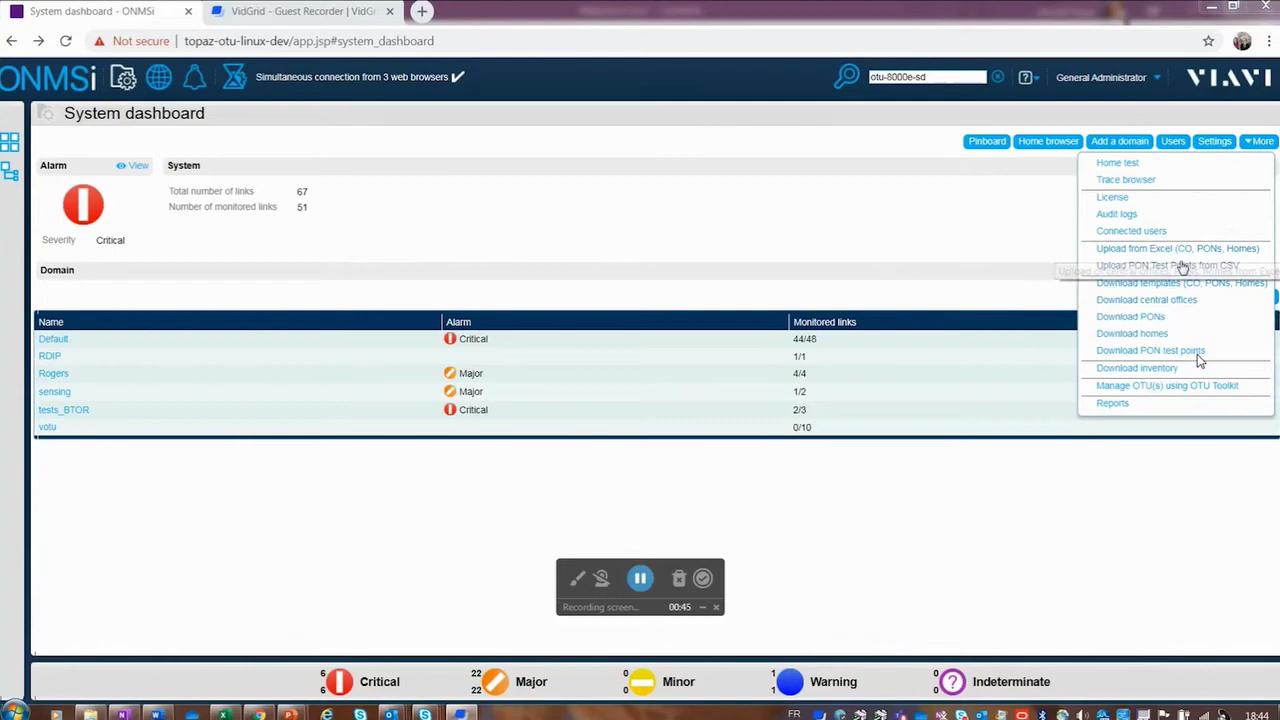 System dashboard - ONMSi
VidGrid - Guest Recorder | VidGr
Not secure | topaz-otu-linux-dev/app.jsp#system_dashboard
ONMSi
Simultaneous connection from 3 web browsers
otu-8000e-sd
General Administrator
VIAVI
System dashboard
Pinboard
Home browser
Add a domain
Users
Settings
More
Alarm
View
System
Total number of links 67
Number of monitored links 51
Severity Critical
Domain
Home test
Trace browser
License
Audit logs
Connected users
Upload from Excel (CO, PONs, Homes)
Upload PON Test Points from CSV
Download templates (CO, PONs, Homes)
Download central offices
Download PONs
Download homes
Download PON test points
Download inventory
Manage OTU(s) using OTU Toolkit
Reports
Name Alarm Monitored links
Default Critical 44/48
RDIP 1/1
Rogers Major 4/4
sensing Major 1/2
tests_BTOR Critical 2/3
votu 0/10
Recording screen... 00:45
6 6 Critical
22 22 Major
0 0 Minor
1 1 Warning
0 0 Indeterminate
FR
18:44